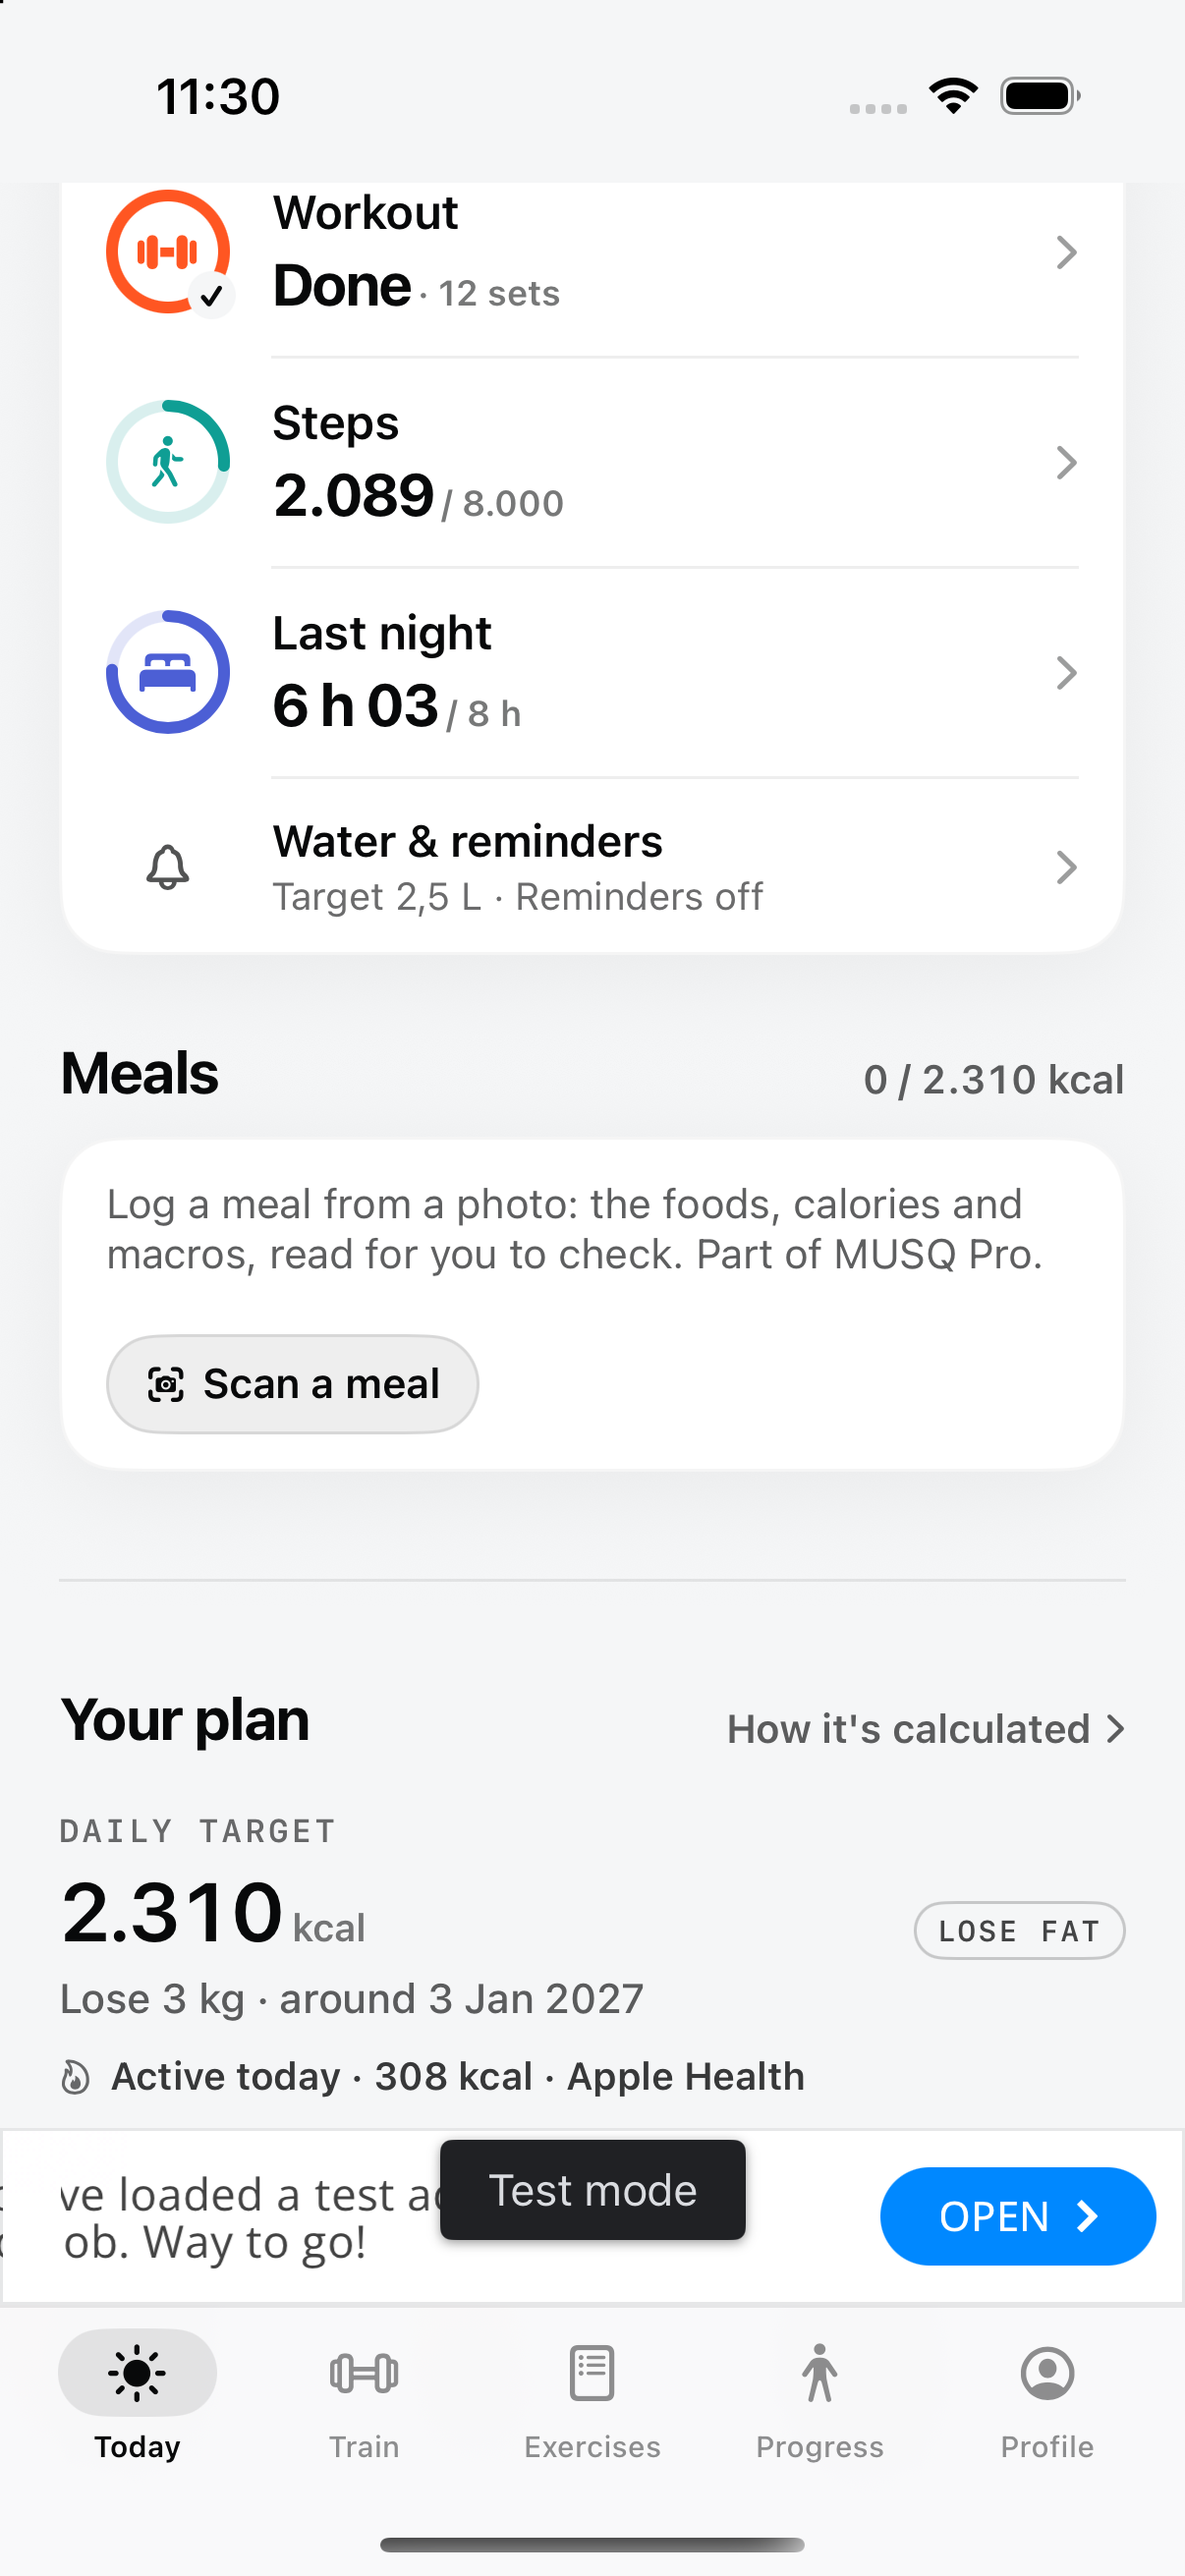 11:30
Workout
Done · 12 sets
Steps
2.089 / 8.000
Last night
6 h 03 / 8 h
Water & reminders
Target 2,5 L · Reminders off
Meals
0 / 2.310 kcal
Log a meal from a photo: the foods, calories and
macros, read for you to check. Part of MUSQ Pro.
Scan a meal
Your plan
How it's calculated
DAILY TARGET
2.310 kcal
LOSE FAT
Lose 3 kg · around 3 Jan 2027
Active today · 308 kcal · Apple Health
've loaded a test
Test mode
ob. Way to go!
OPEN
Today
Train
Exercises
Progress
Profile